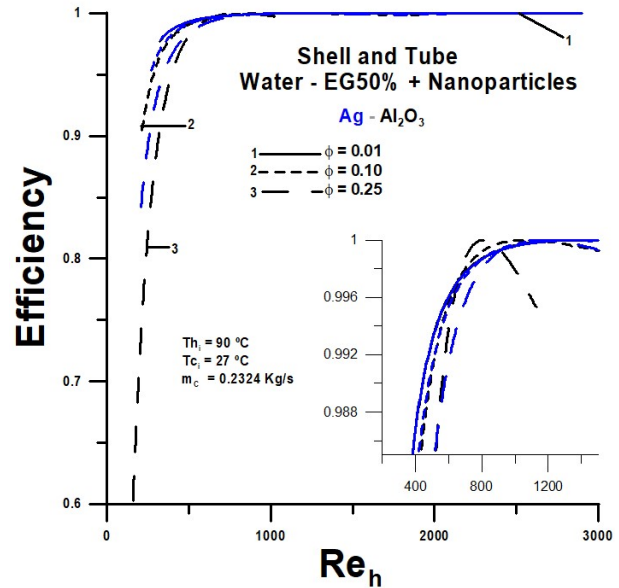 1
0.9
0.8
0.7
0.6
Efficiency
0
1000
2000
3000
Re_h
Shell and Tube
Water - EG50% + Nanoparticles
Ag - Al₂O₃
1 ϕ = 0.01
2 ϕ = 0.10
3 ϕ = 0.25
1
2
3
Th_i = 90 ºC
Tc_i = 27 ºC
m_C = 0.2324 Kg/s
1
0.996
0.992
0.988
400
800
1200